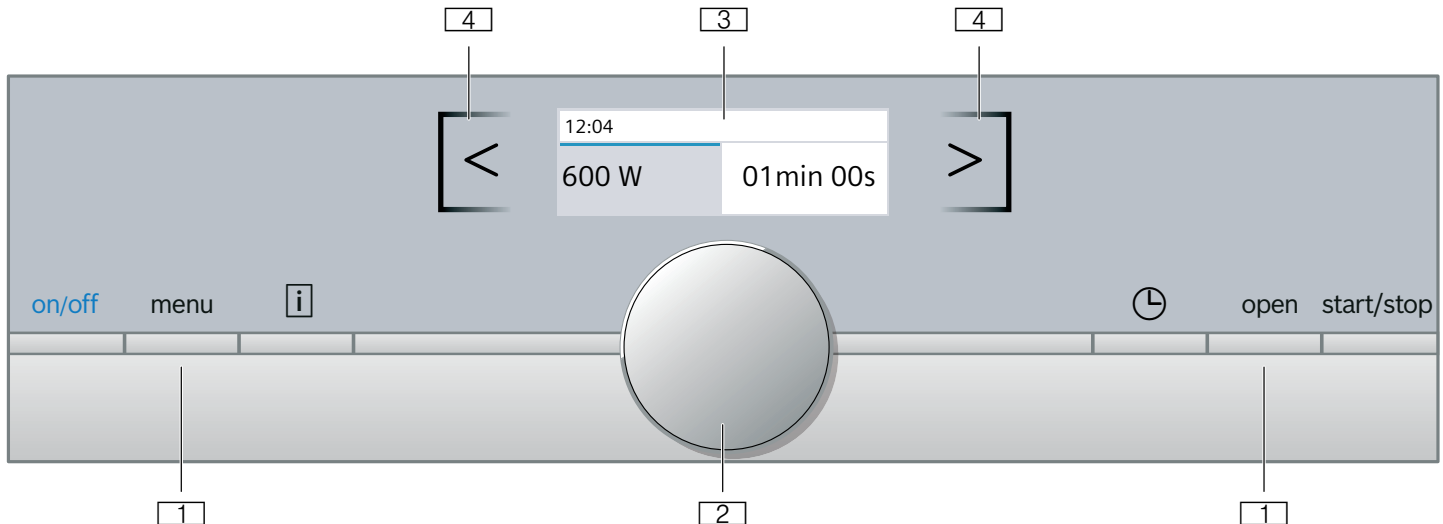 4 3 4
12:04
< 600 W 01min 00s >
on/off menu i open start/stop
1 2 1